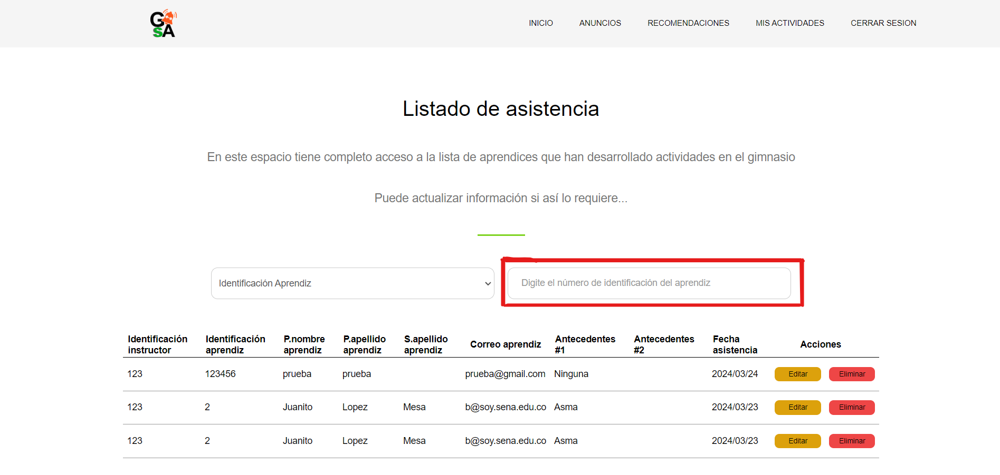 GSA
INICIO ANUNCIOS RECOMENDACIONES MIS ACTIVIDADES CERRAR SESION
Listado de asistencia
En este espacio tiene completo acceso a la lista de aprendices que han desarrollado actividades en el gimnasio
Puede actualizar información si así lo requiere...
Identificación Aprendiz
Digite el número de identificación del aprendiz
Identificación instructor Identificación aprendiz P.nombre aprendiz P.apellido aprendiz S.apellido aprendiz Correo aprendiz Antecedentes #1 Antecedentes #2 Fecha asistencia Acciones
123 123456 prueba prueba prueba@gmail.com Ninguna 2024/03/24 Editar Eliminar
123 2 Juanito Lopez Mesa b@soy.sena.edu.co Asma 2024/03/23 Editar Eliminar
123 2 Juanito Lopez Mesa b@soy.sena.edu.co Asma 2024/03/23 Editar Eliminar